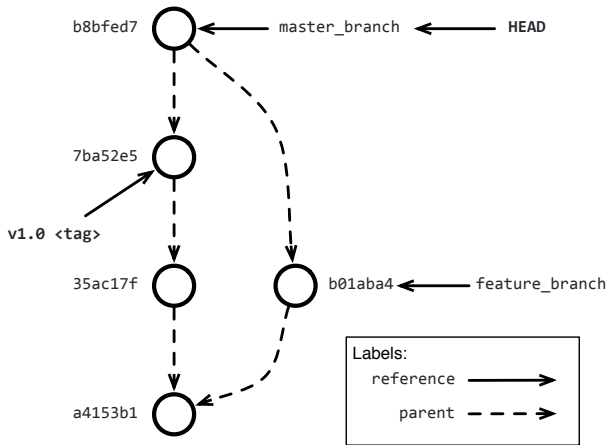 b8bfed7 master_branch HEAD
7ba52e5
v1.0 <tag>
35ac17f b01aba4 feature_branch
Labels:
reference
a4153b1
parent